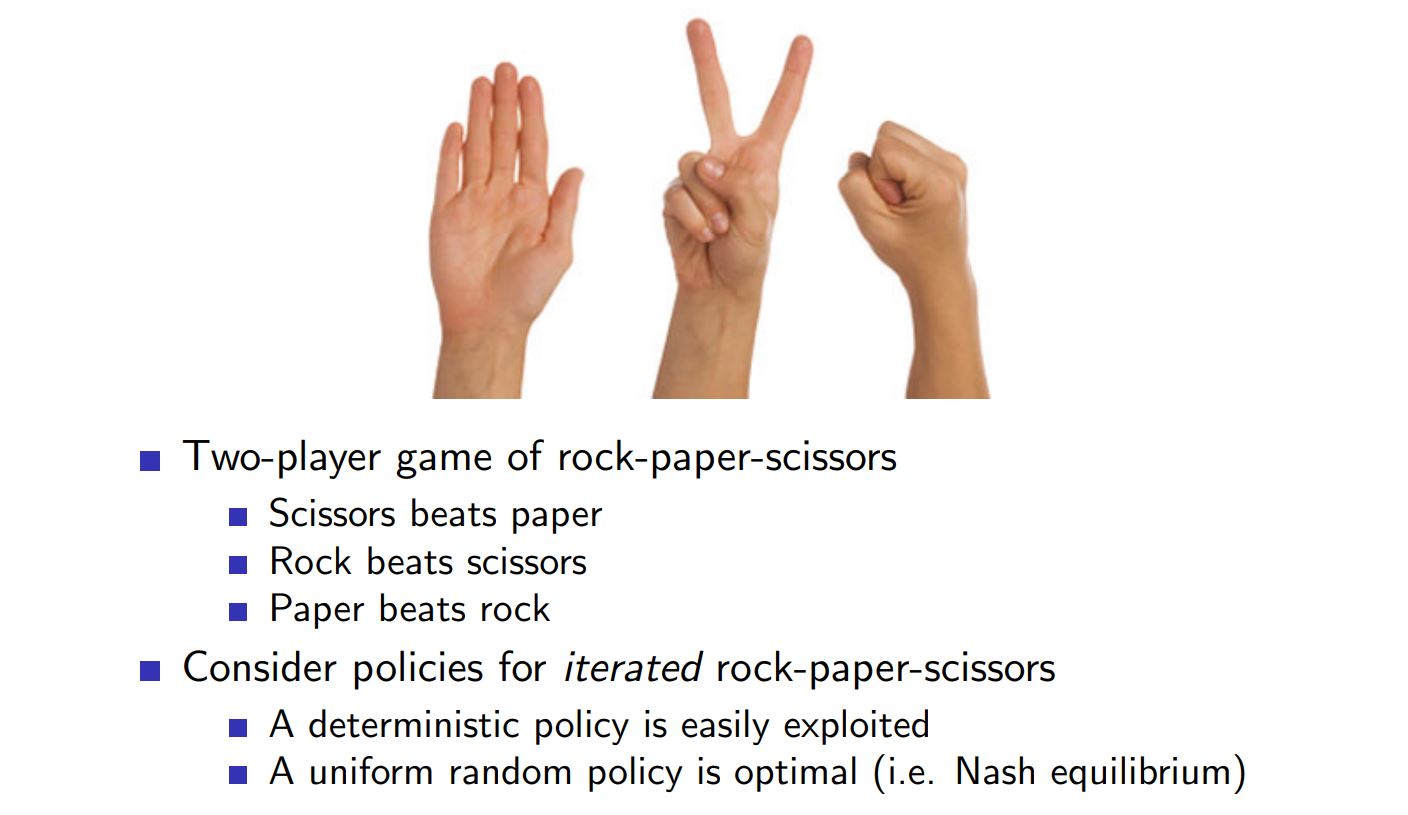 Two-player game of rock-paper-scissors
Scissors beats paper
Rock beats scissors
Paper beats rock
Consider policies for iterated rock-paper-scissors
A deterministic policy is easily exploited
A uniform random policy is optimal (i.e. Nash equilibrium)